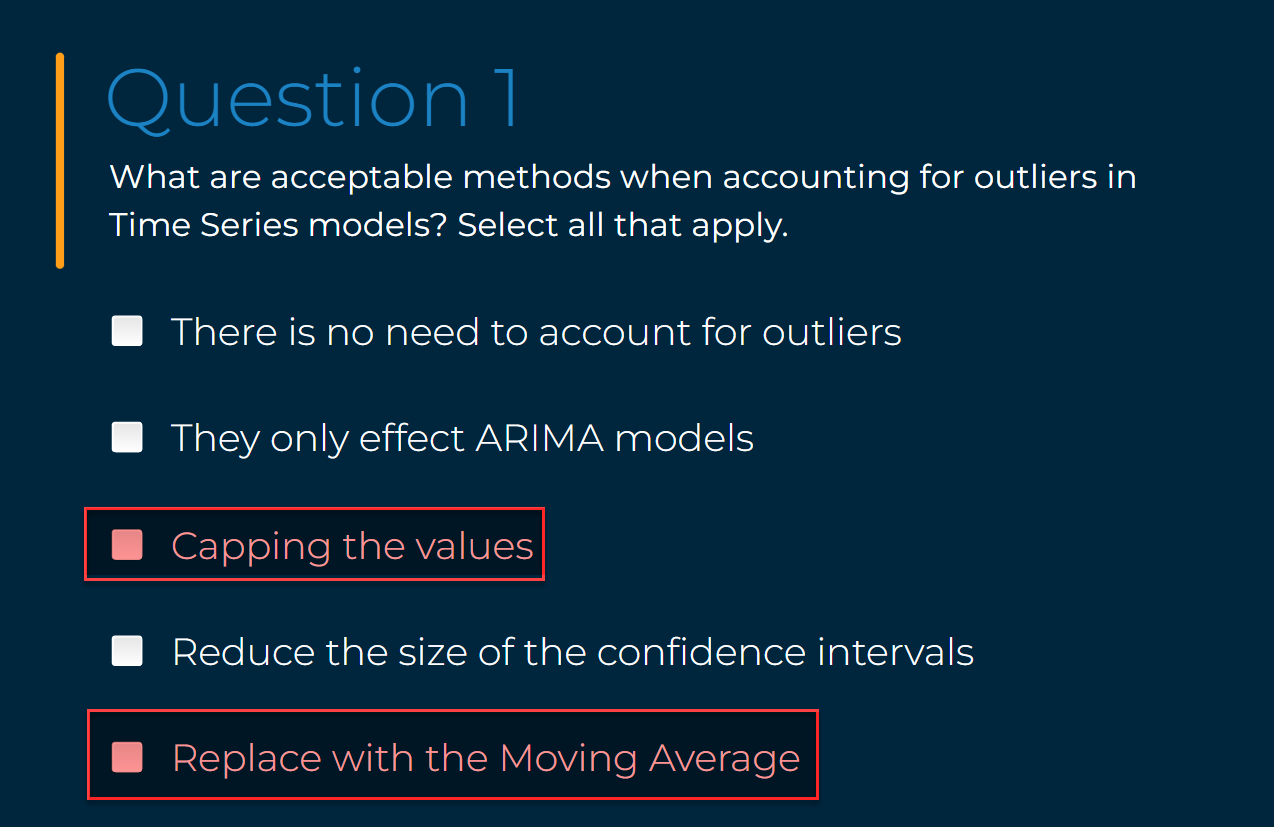 Question 1
What are acceptable methods when accounting for outliers in
Time Series models? Select all that apply.
There is no need to account for outliers
They only effect ARIMA models
Capping the values
Reduce the size of the confidence intervals
Replace with the Moving Average